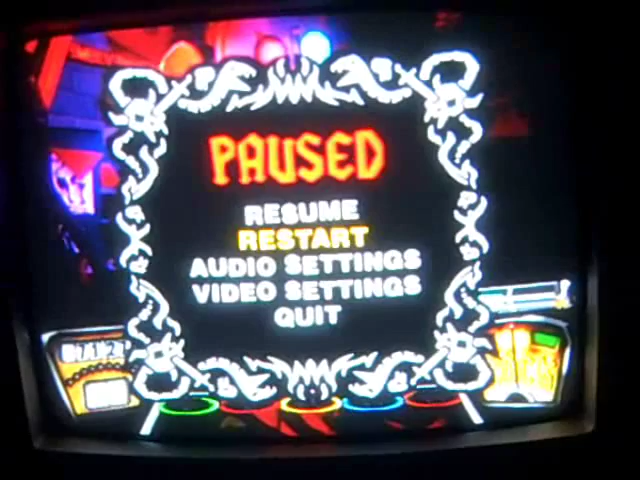 PAUSED
RESUME
RESTART
AUDIO SETTINGS
VIDEO SETTINGS
QUIT